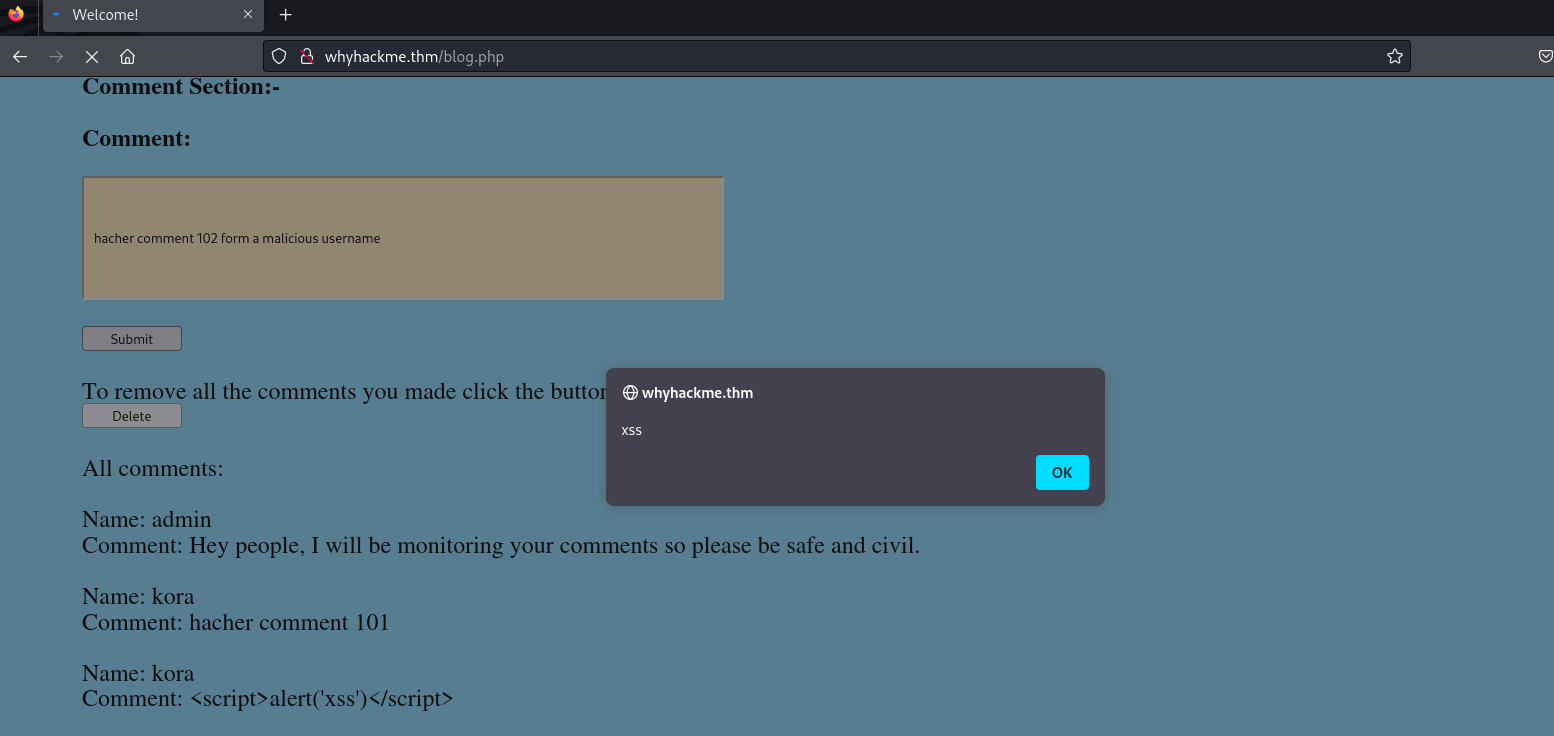 Welcome!
whyhackme.thm/blog.php
Comment Section:-
Comment:
hacher comment 102 form a malicious username
Submit
To remove all the comments you made click the button
Delete
whyhackme.thm
xss
OK
All comments:
Name: admin
Comment: Hey people, I will be monitoring your comments so please be safe and civil.
Name: kora
Comment: hacher comment 101
Name: kora
Comment: <script>alert('xss')</script>